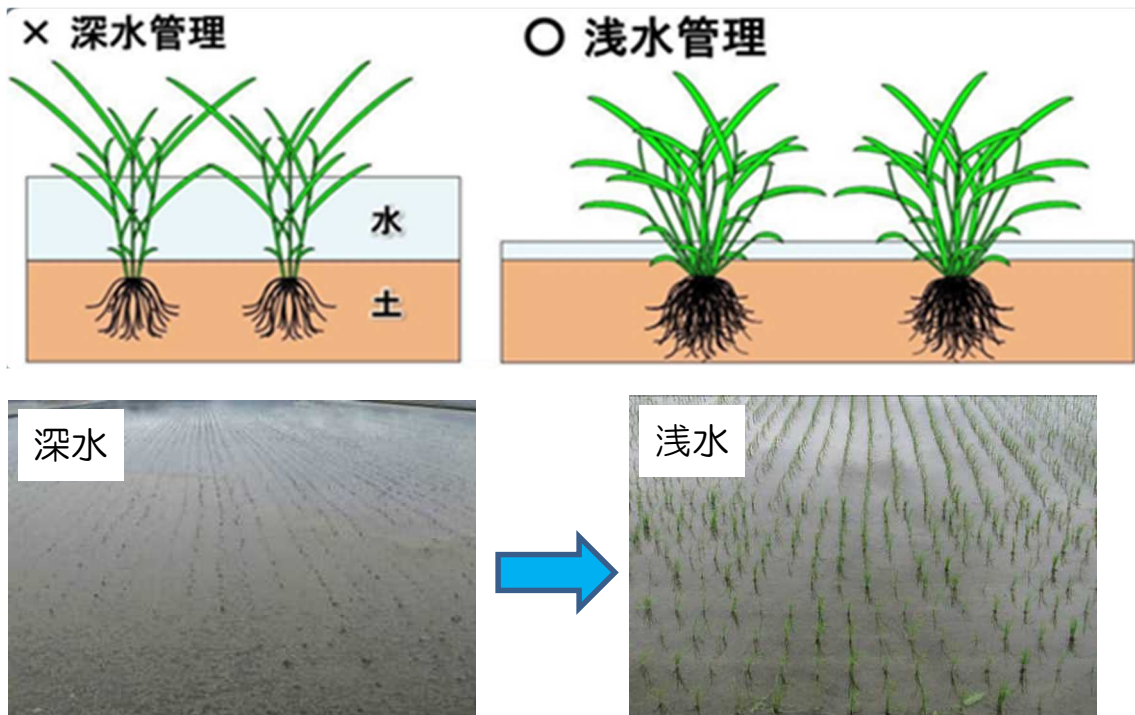 × 深水管理
○ 浅水管理
水
土
深水
浅水